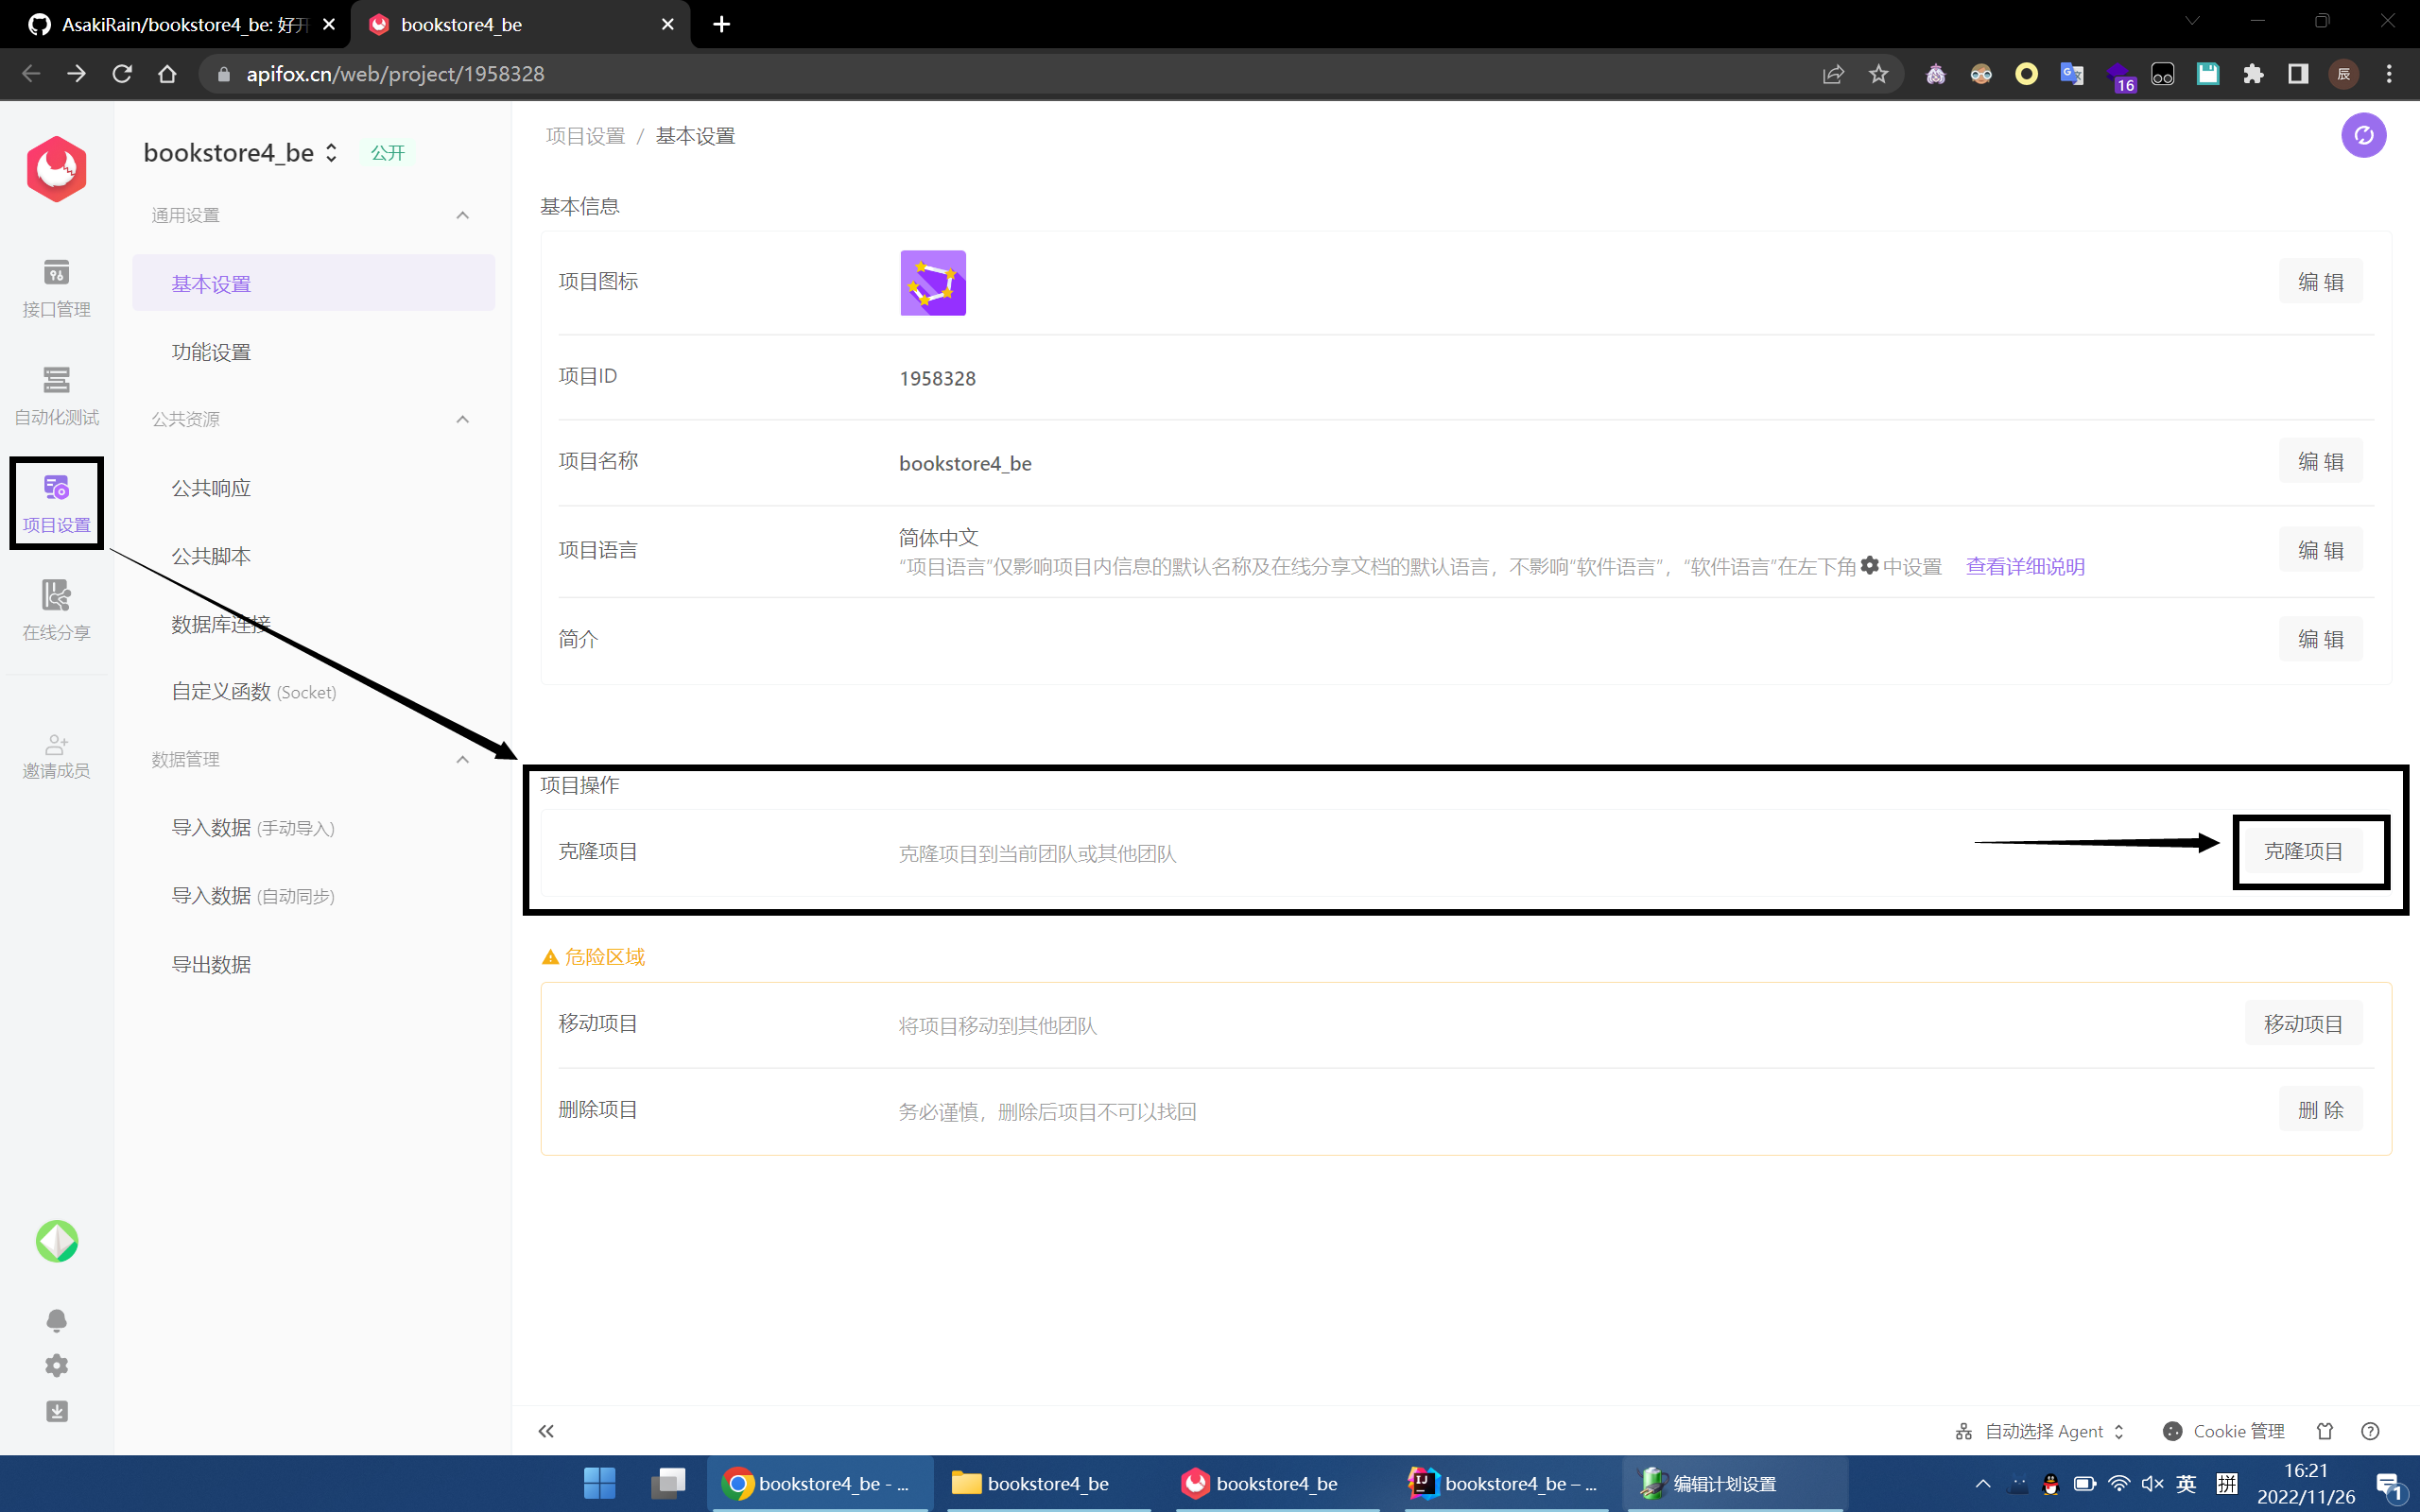 AsakiRain/bookstore4_be: 好开
bookstore4_be
apifox.cn/web/project/1958328
16
辰
bookstore4_be 公开
通用设置
基本设置
功能设置
公共资源
公共响应
公共脚本
数据库连接
自定义函数 (Socket)
数据管理
导入数据 (手动导入)
导入数据 (自动同步)
导出数据
接口管理
自动化测试
项目设置
在线分享
邀请成员
项目设置 / 基本设置
基本信息
项目图标 编 辑
项目ID 1958328
项目名称 bookstore4_be 编 辑
项目语言 简体中文 编 辑
“项目语言”仅影响项目内信息的默认名称及在线分享文档的默认语言，不影响“软件语言”，“软件语言”在左下角 中设置 查看详细说明
简介 编 辑
项目操作
克隆项目 克隆项目到当前团队或其他团队 克隆项目
危险区域
移动项目 将项目移动到其他团队 移动项目
删除项目 务必谨慎，删除后项目不可以找回 删 除
自动选择 Agent Cookie 管理
bookstore4_be - ...
bookstore4_be
bookstore4_be
bookstore4_be – ...
编辑计划设置
英 拼
16:21
2022/11/26
1